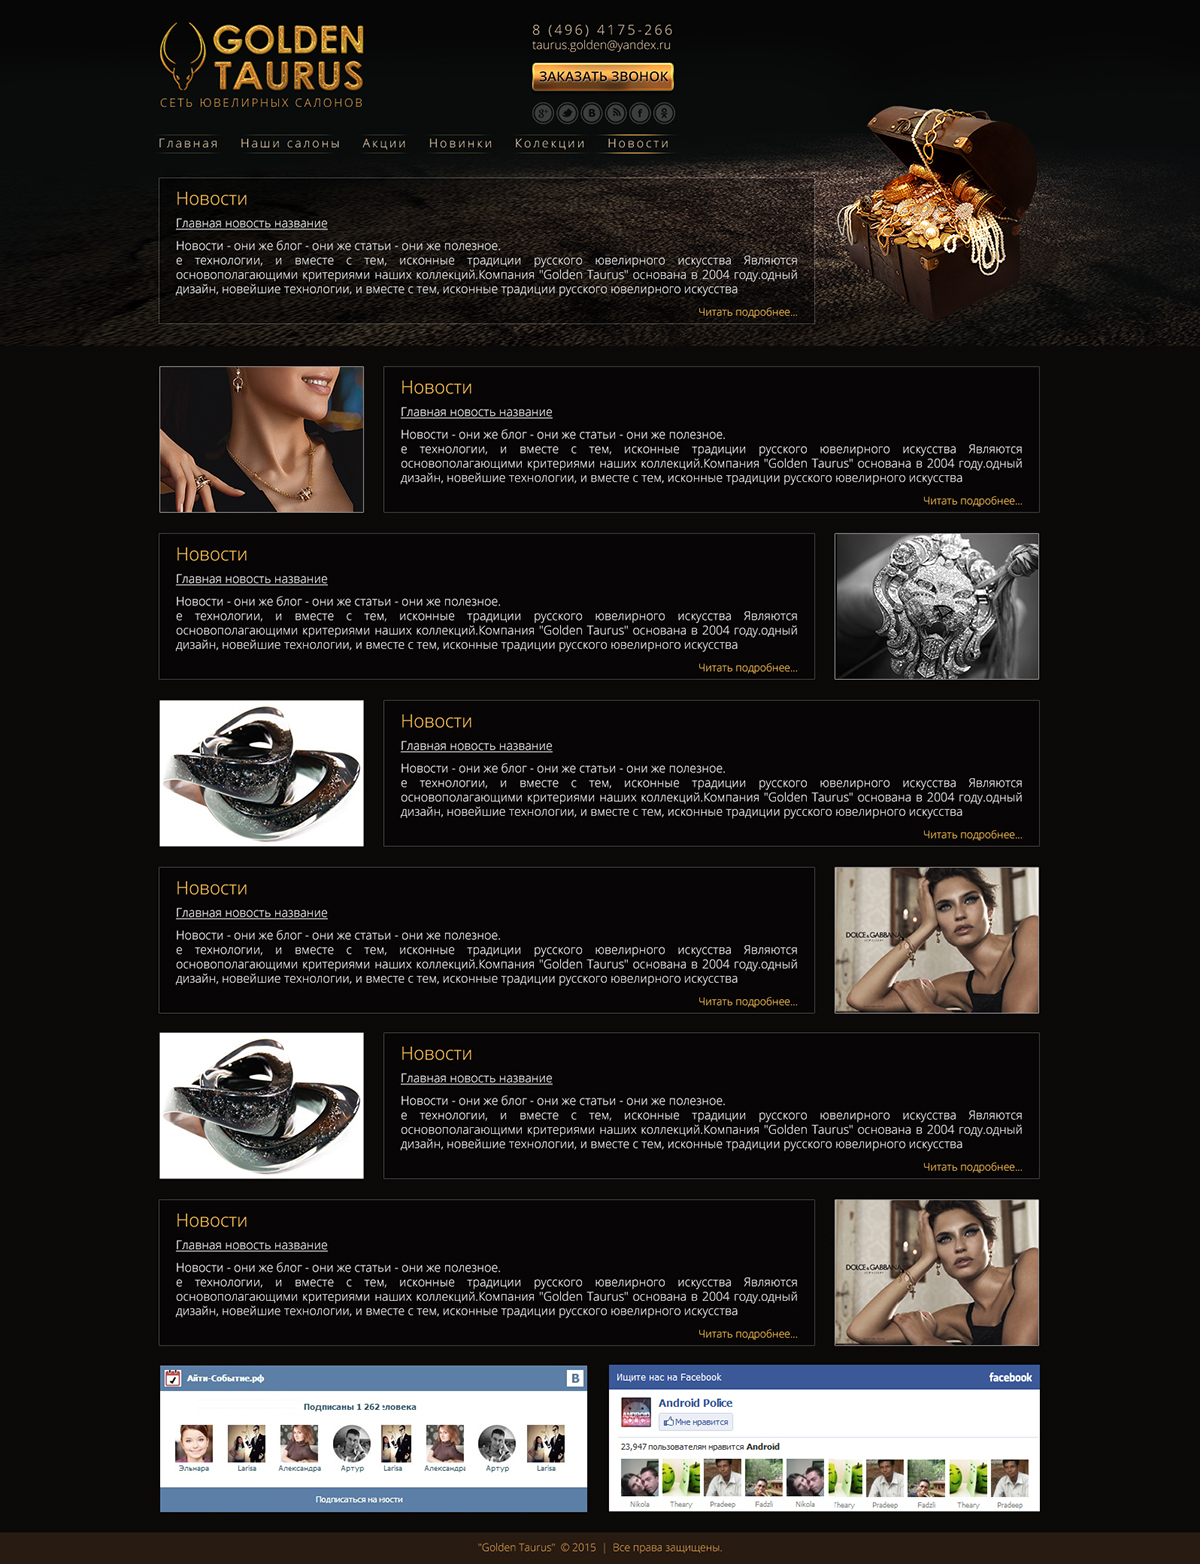 GOLDEN
TAURUS
СЕТЬ ЮВЕЛИРНЫХ САЛОНОВ
8 (496) 4175-266
taurus.golden@yandex.ru
ЗАКАЗАТЬ ЗВОНОК
Главная Наши салоны Акции Новинки Колекции Новости
Новости
Главная новость название
Новости - они же блог - они же статьи - они же полезное.
е технологии, и вместе с тем, исконные традиции русского ювелирного искусства Являются
основополагающими критериями наших коллекций.Компания "Golden Taurus" основана в 2004 году.одный
дизайн, новейшие технологии, и вместе с тем, исконные традиции русского ювелирного искусства
Читать подробнее...
Новости
Главная новость название
Новости - они же блог - они же статьи - они же полезное.
е технологии, и вместе с тем, исконные традиции русского ювелирного искусства Являются
основополагающими критериями наших коллекций.Компания "Golden Taurus" основана в 2004 году.одный
дизайн, новейшие технологии, и вместе с тем, исконные традиции русского ювелирного искусства
Читать подробнее...
Новости
Главная новость название
Новости - они же блог - они же статьи - они же полезное.
е технологии, и вместе с тем, исконные традиции русского ювелирного искусства Являются
основополагающими критериями наших коллекций.Компания "Golden Taurus" основана в 2004 году.одный
дизайн, новейшие технологии, и вместе с тем, исконные традиции русского ювелирного искусства
Читать подробнее...
Новости
Главная новость название
Новости - они же блог - они же статьи - они же полезное.
е технологии, и вместе с тем, исконные традиции русского ювелирного искусства Являются
основополагающими критериями наших коллекций.Компания "Golden Taurus" основана в 2004 году.одный
дизайн, новейшие технологии, и вместе с тем, исконные традиции русского ювелирного искусства
Читать подробнее...
Новости
Главная новость название
Новости - они же блог - они же статьи - они же полезное.
е технологии, и вместе с тем, исконные традиции русского ювелирного искусства Являются
основополагающими критериями наших коллекций.Компания "Golden Taurus" основана в 2004 году.одный
дизайн, новейшие технологии, и вместе с тем, исконные традиции русского ювелирного искусства
Читать подробнее...
DOLCE & GABBANA
Новости
Главная новость название
Новости - они же блог - они же статьи - они же полезное.
е технологии, и вместе с тем, исконные традиции русского ювелирного искусства Являются
основополагающими критериями наших коллекций.Компания "Golden Taurus" основана в 2004 году.одный
дизайн, новейшие технологии, и вместе с тем, исконные традиции русского ювелирного искусства
Читать подробнее...
Новости
Главная новость название
Новости - они же блог - они же статьи - они же полезное.
е технологии, и вместе с тем, исконные традиции русского ювелирного искусства Являются
основополагающими критериями наших коллекций.Компания "Golden Taurus" основана в 2004 году.одный
дизайн, новейшие технологии, и вместе с тем, исконные традиции русского ювелирного искусства
Читать подробнее...
DOLCE & GABBANA
Айти-Событие.рф В
Подписаны 1 262 :ловека
Эльнара Larisa Александра Артур Larisa Александра Артур Larisa
Подписаться на ности
Ищите нас на Facebook facebook
Android Police
Мне нравится
23,947 пользователям нравится Android
Nikola Theary Pradeep Fadzli Nikola Theary Pradeep Fadzli Theary Pradeep
"Golden Taurus" © 2015 | Все права защищены.